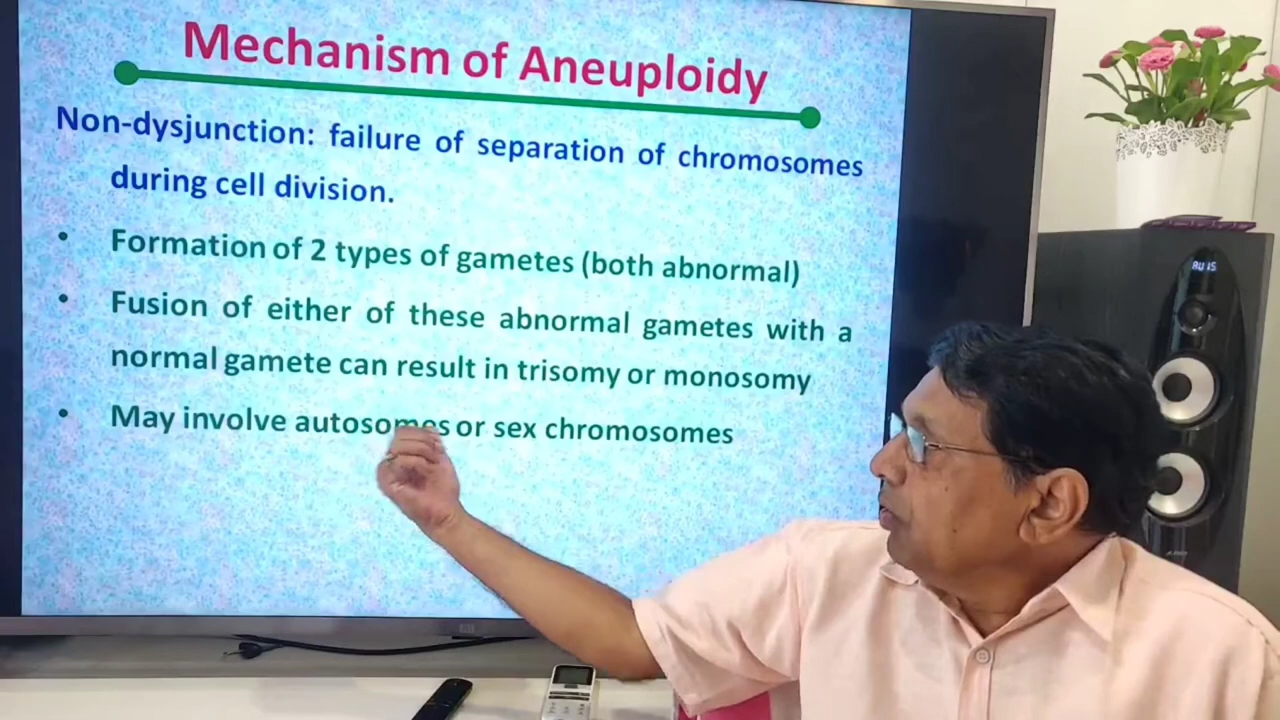 Mechanism of Aneuploidy
Non-dysjunction: failure of separation of chromosomes
during cell division.
• Formation of 2 types of gametes (both abnormal)
• Fusion of either of these abnormal gametes with a
normal gamete can result in trisomy or monosomy
• May involve autosomes or sex chromosomes